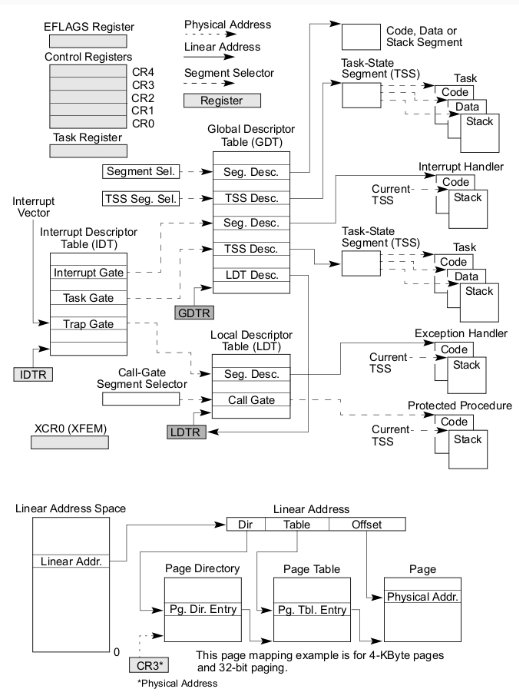 EFLAGS Register
Control Registers
CR4
CR3
CR2
CR1
CR0
Task Register
Physical Address
Linear Address
Segment Selector
Register
Code, Data or
Stack Segment
Task-State
Segment (TSS)
Task
Code
Data
Stack
Global Descriptor
Table (GDT)
Segment Sel.
Seg. Desc.
TSS Seg. Sel.
TSS Desc.
Seg. Desc.
TSS Desc.
LDT Desc.
GDTR
Interrupt Handler
Code
Current
TSS
Stack
Interrupt
Vector
Interrupt Descriptor
Table (IDT)
Interrupt Gate
Task Gate
Trap Gate
IDTR
Task-State
Segment (TSS)
Task
Code
Data
Stack
Local Descriptor
Table (LDT)
Seg. Desc.
Call Gate
LDTR
Call-Gate
Segment Selector
Exception Handler
Code
Current
TSS
Stack
Protected Procedure
Code
Current
TSS
Stack
XCR0 (XFEM)
Linear Address Space
Linear Addr.
0
Linear Address
Dir
Table
Offset
Page Directory
Pg. Dir. Entry
Page Table
Pg. Tbl. Entry
Page
Physical Addr.
CR3*
*Physical Address
This page mapping example is for 4-KByte pages
and 32-bit paging.